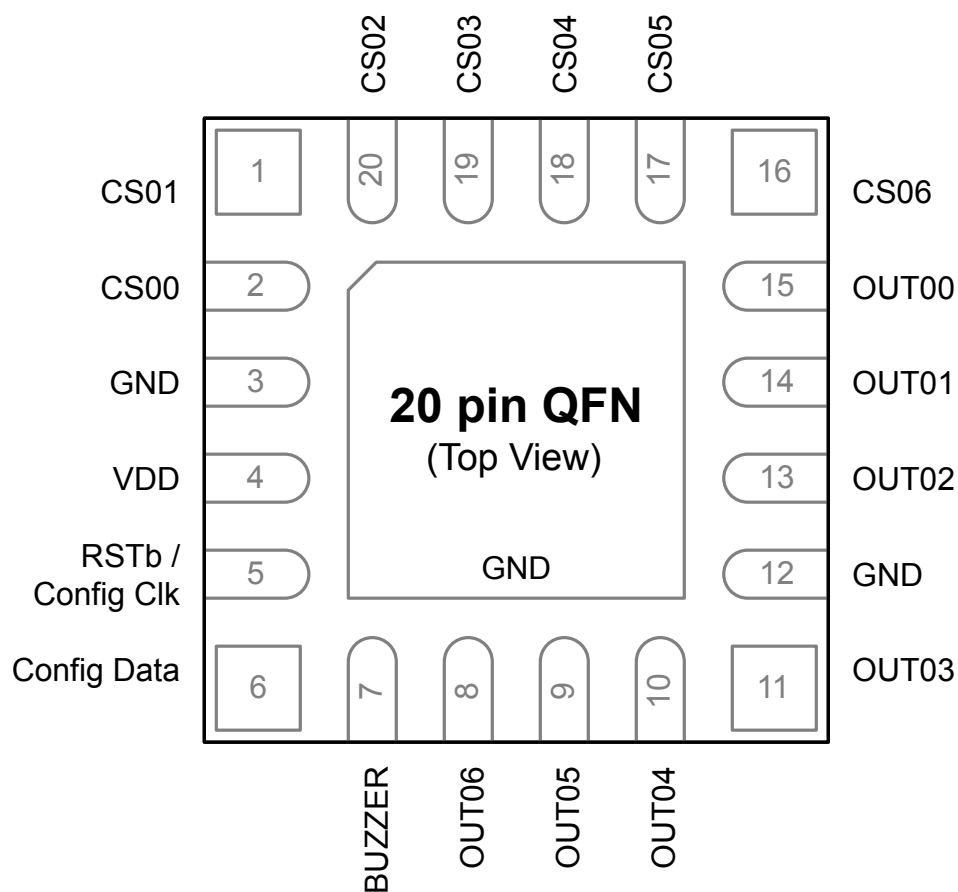 CS02
CS03
CS04
CS05
1
20
19
18
17
16
CS01
CS06
CS00
2
15
OUT00
GND
3
14
OUT01
20 pin QFN
(Top View)
VDD
4
13
OUT02
RSTb /
Config Clk
5
GND
12
GND
Config Data
6
7
8
9
10
11
OUT03
BUZZER
OUT06
OUT05
OUT04